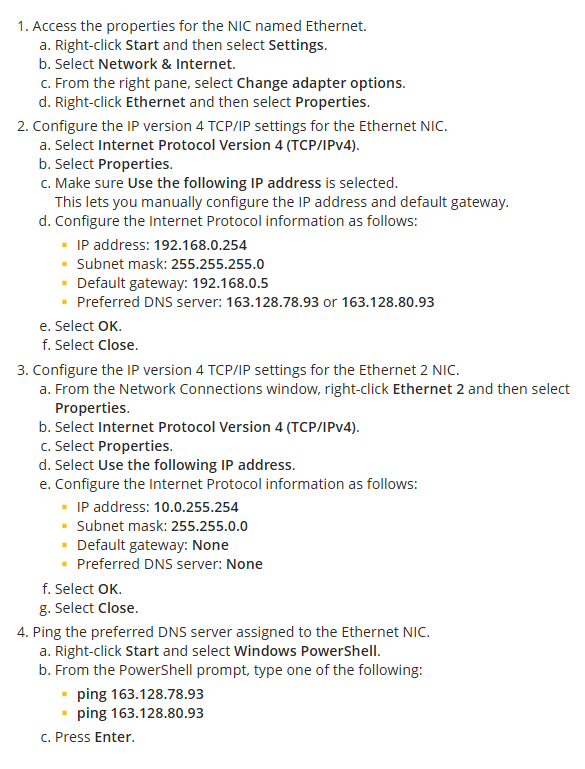 1. Access the properties for the NIC named Ethernet.
a. Right-click Start and then select Settings.
b. Select Network & Internet.
c. From the right pane, select Change adapter options.
d. Right-click Ethernet and then select Properties.
2. Configure the IP version 4 TCP/IP settings for the Ethernet NIC.
a. Select Internet Protocol Version 4 (TCP/IPv4).
b. Select Properties.
c. Make sure Use the following IP address is selected.
This lets you manually configure the IP address and default gateway.
d. Configure the Internet Protocol information as follows:
▪ IP address: 192.168.0.254
▪ Subnet mask: 255.255.255.0
▪ Default gateway: 192.168.0.5
▪ Preferred DNS server: 163.128.78.93 or 163.128.80.93
e. Select OK.
f. Select Close.
3. Configure the IP version 4 TCP/IP settings for the Ethernet 2 NIC.
a. From the Network Connections window, right-click Ethernet 2 and then select
Properties.
b. Select Internet Protocol Version 4 (TCP/IPv4).
c. Select Properties.
d. Select Use the following IP address.
e. Configure the Internet Protocol information as follows:
▪ IP address: 10.0.255.254
▪ Subnet mask: 255.255.0.0
▪ Default gateway: None
▪ Preferred DNS server: None
f. Select OK.
g. Select Close.
4. Ping the preferred DNS server assigned to the Ethernet NIC.
a. Right-click Start and select Windows PowerShell.
b. From the PowerShell prompt, type one of the following:
▪ ping 163.128.78.93
▪ ping 163.128.80.93
c. Press Enter.